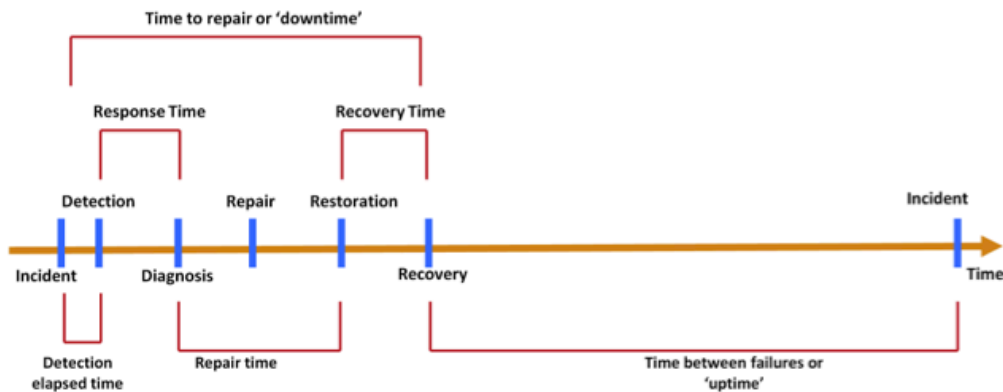 Time to repair or ‘downtime’
Response Time
Recovery Time
Detection
Repair
Restoration
Incident
Incident
Diagnosis
Recovery
Time
Detection
elapsed time
Repair time
Time between failures or
‘uptime’